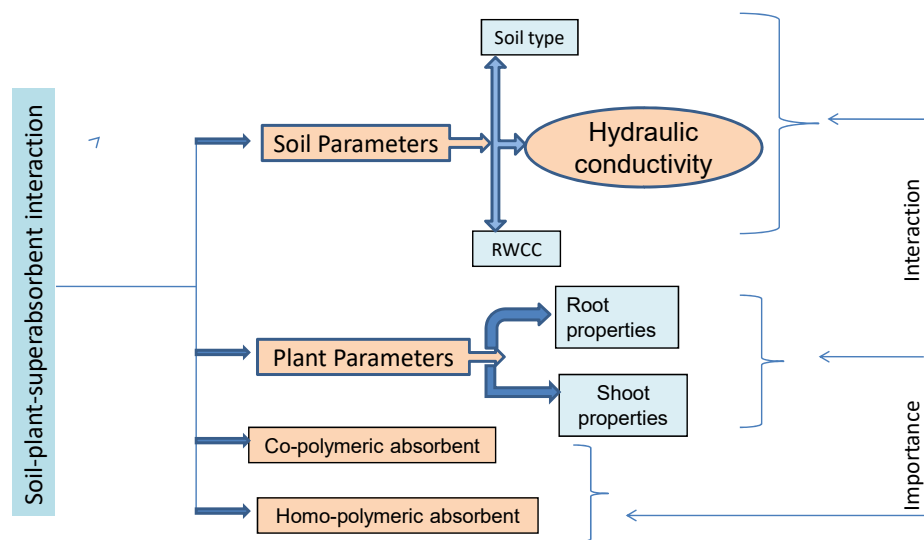 Soil-plant-superabsorbent interaction
Soil type
Soil Parameters
Hydraulic
conductivity
RWCC
Root
properties
Plant Parameters
Shoot
properties
Co-polymeric absorbent
Homo-polymeric absorbent
Interaction
Importance